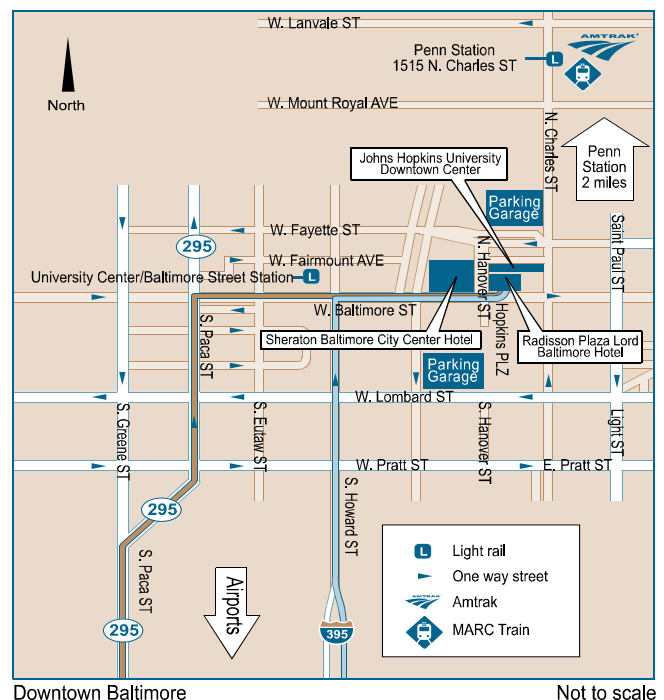 W. Lanvale ST
AMTRAK
Penn Station
1515 N. Charles ST
L
North
W. Mount Royal AVE
N. Charles ST
Johns Hopkins University
Downtown Center
Penn
Station
2 miles
Parking
Garage
Saint Paul ST
W. Fayette ST
N. Hanover ST
295
W. Fairmount AVE
University Center/Baltimore Street Station
L
W. Baltimore ST
Hopkins PLZ
S. Paca ST
Sheraton Baltimore City Center Hotel
Radisson Plaza Lord
Baltimore Hotel
Parking
Garage
W. Lombard ST
S. Greene ST
S. Eutaw ST
S. Hanover ST
Light ST
W. Pratt ST
E. Pratt ST
S. Howard ST
295
S. Paca ST
Airports
295
395
L
Light rail
One way street
AMTRAK
Amtrak
MARC Train
Downtown Baltimore
Not to scale